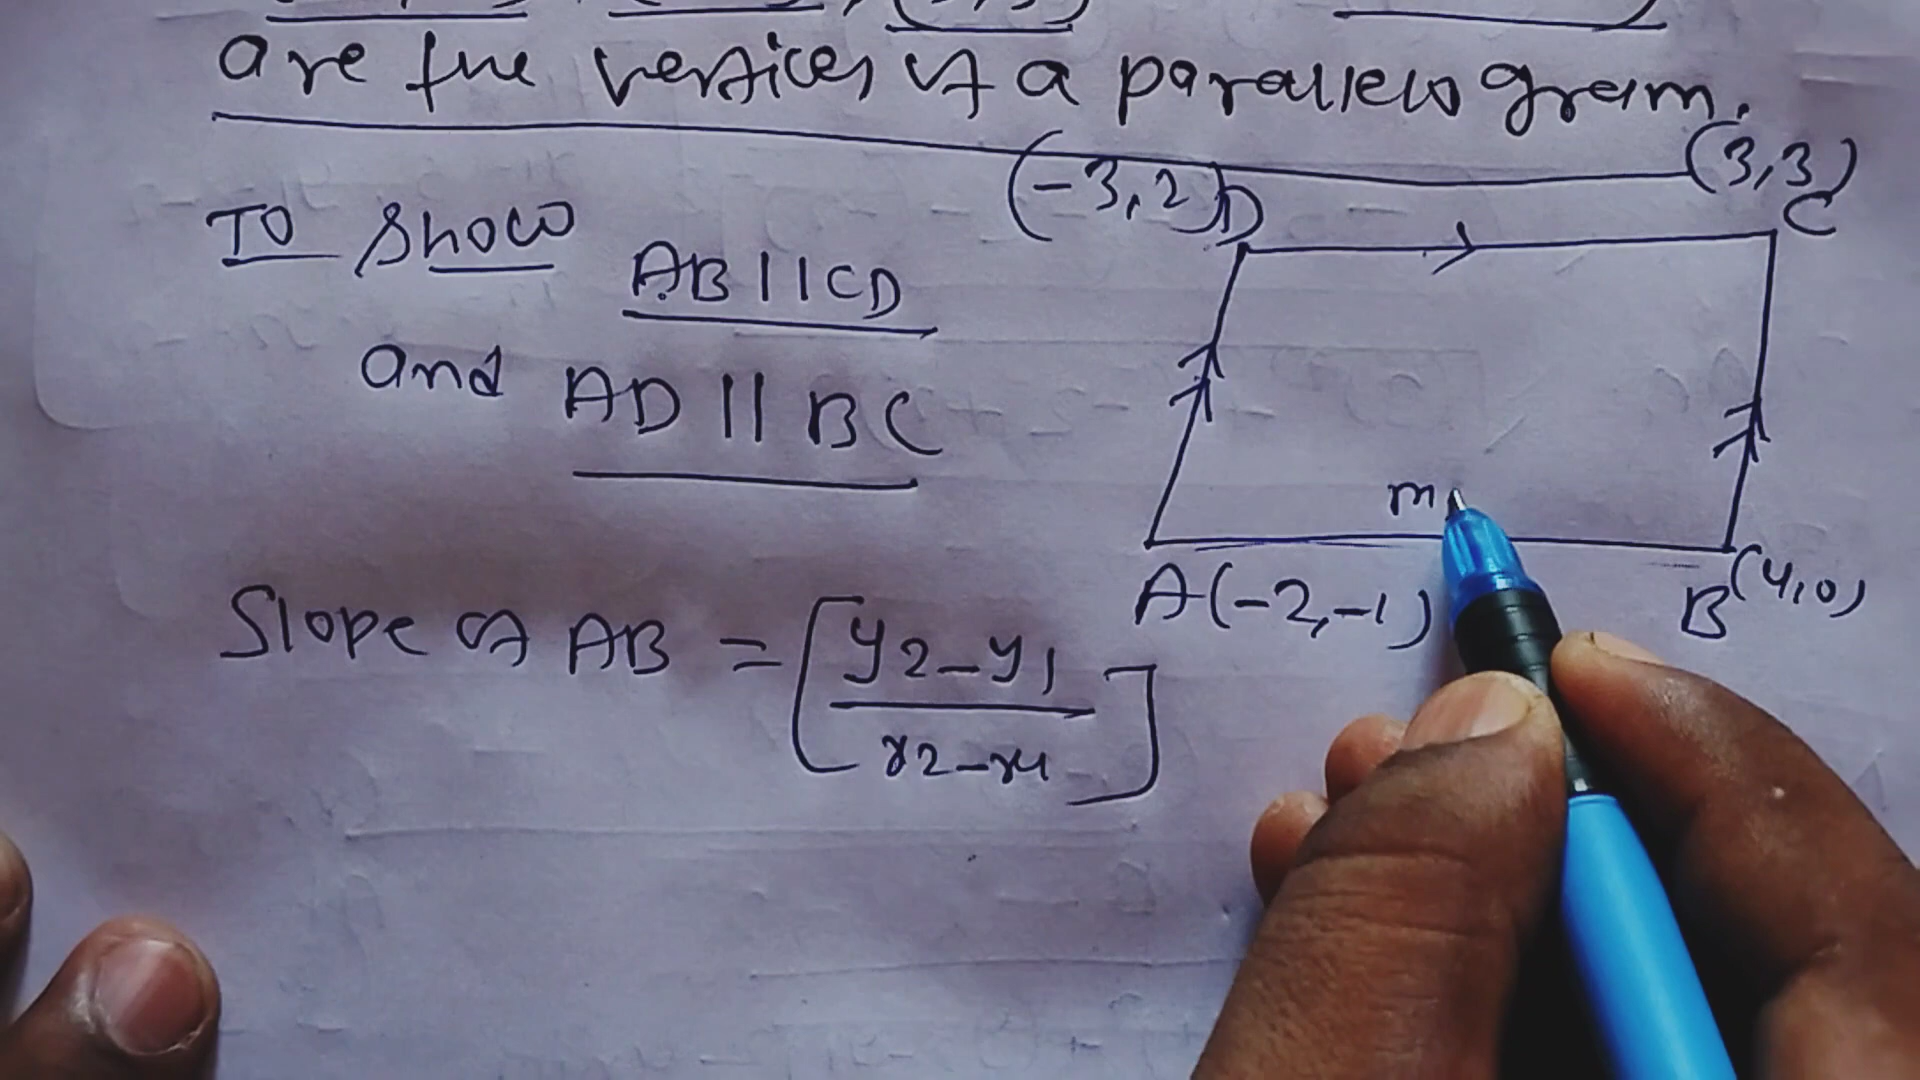 are the vertices of a parallelogram.
(-3,2) D
(3,3) C
To Show
AB || CD
and AD || BC
m
A(-2,-1)
B(4,0)
Slope of AB = [y2-y1 / x2-x1]